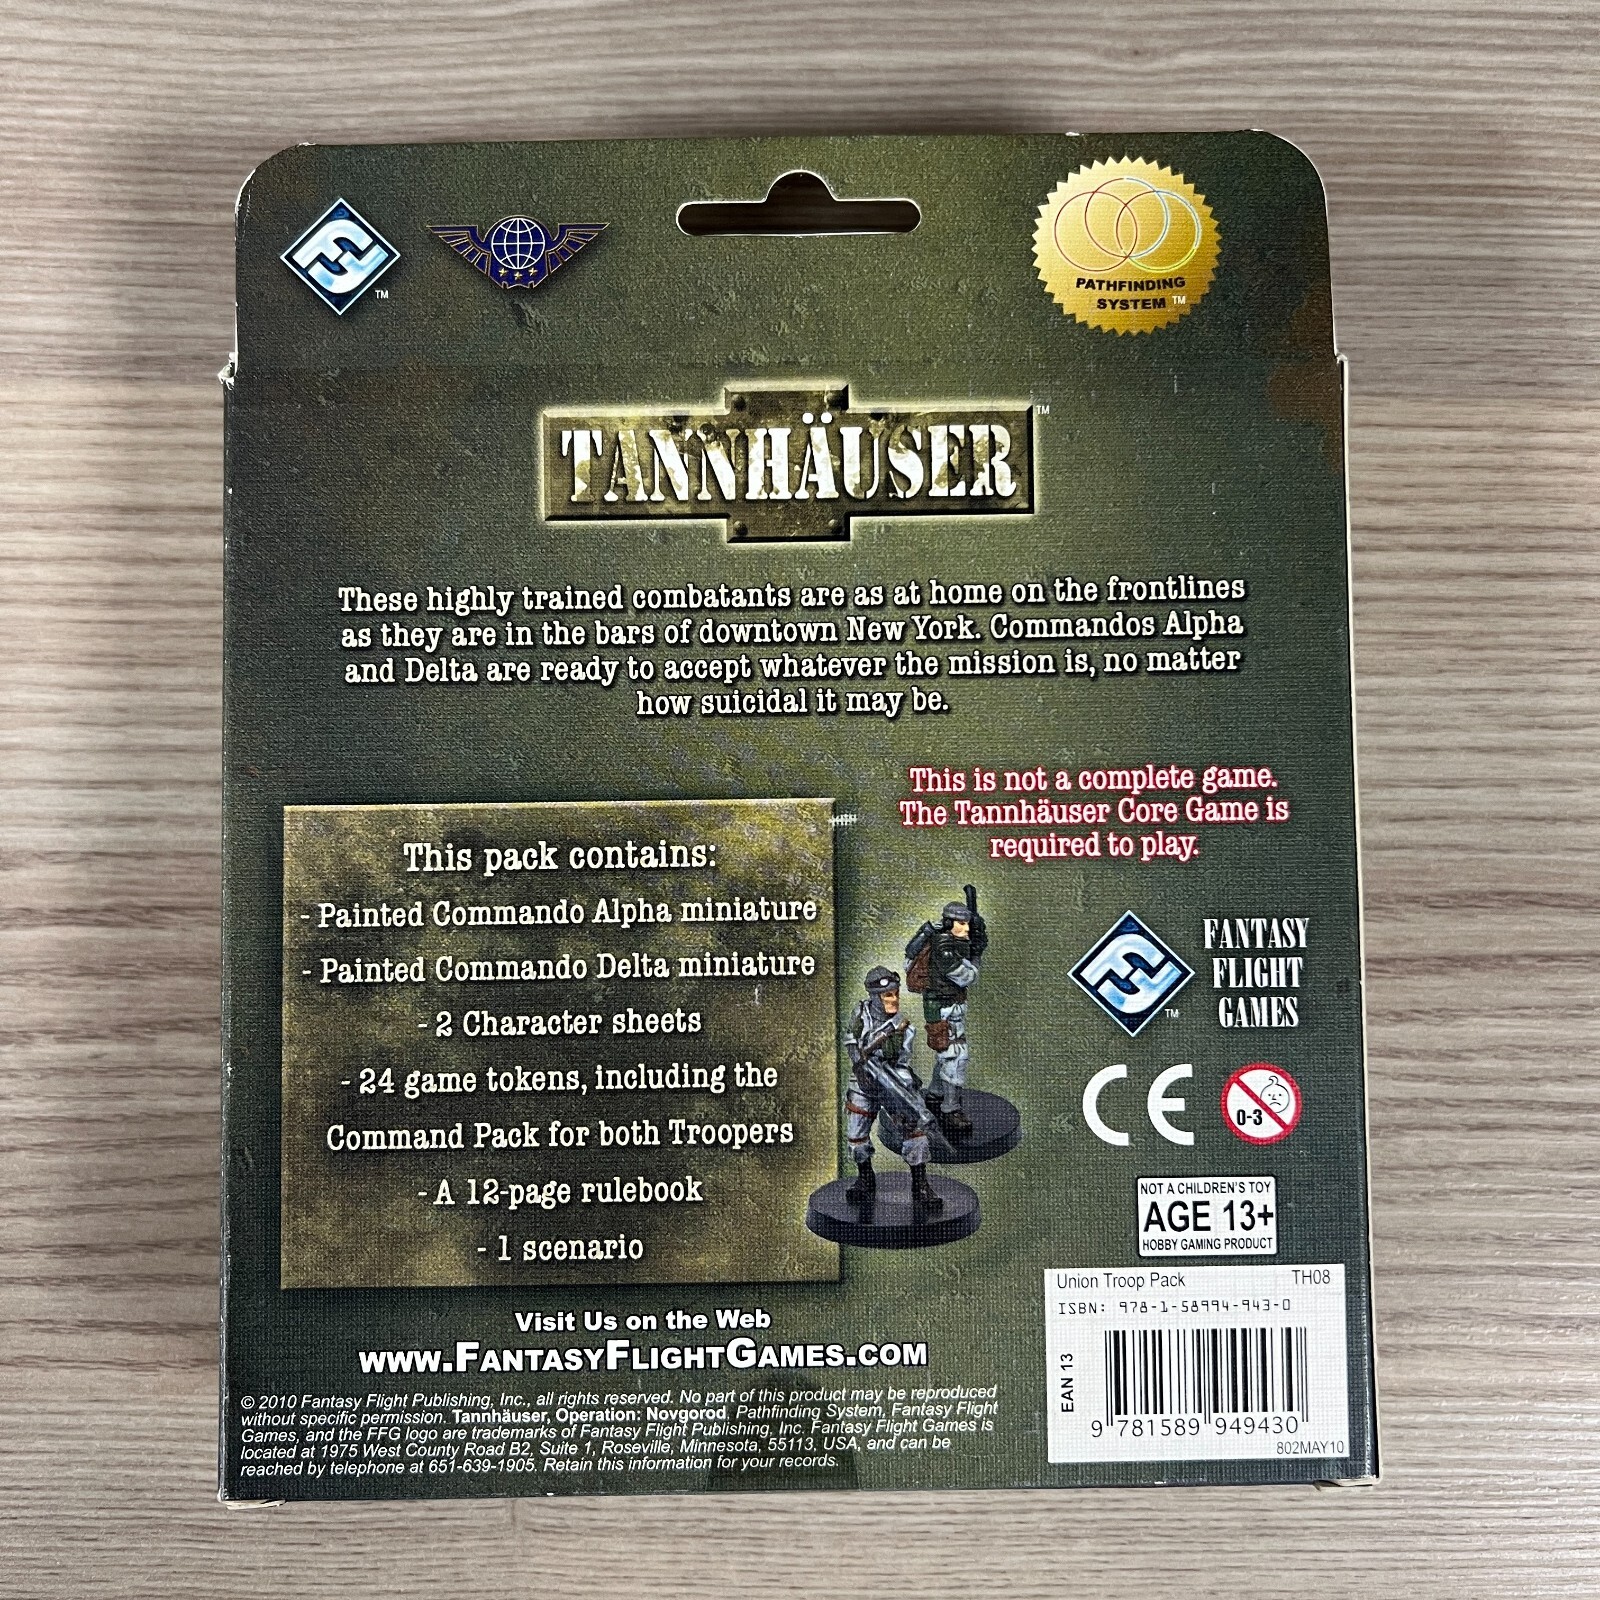 TM
PATHFINDING
SYSTEM TM
TANNHÄUSER TM
These highly trained combatants are as at home on the frontlines
as they are in the bars of downtown New York. Commandos Alpha
and Delta are ready to accept whatever the mission is, no matter
how suicidal it may be.
This is not a complete game.
The Tannhäuser Core Game is
required to play.
This pack contains:
- Painted Commando Alpha miniature
- Painted Commando Delta miniature
- 2 Character sheets
- 24 game tokens, including the
Command Pack for both Troopers
- A 12-page rulebook
- 1 scenario
TM
FANTASY
FLIGHT
GAMES
CE
0-3
NOT A CHILDREN'S TOY
AGE 13+
HOBBY GAMING PRODUCT
Union Troop Pack TH08
ISBN: 978-1-58994-943-0
EAN 13
9 781589 949430
802MAY10
Visit Us on the Web
WWW.FANTASYFLIGHTGAMES.COM
© 2010 Fantasy Flight Publishing, Inc., all rights reserved. No part of this product may be reproduced
without specific permission. Tannhäuser, Operation: Novgorod, Pathfinding System, Fantasy Flight
Games, and the FFG logo are trademarks of Fantasy Flight Publishing, Inc. Fantasy Flight Games is
located at 1975 West County Road B2, Suite 1, Roseville, Minnesota, 55113, USA, and can be
reached by telephone at 651-639-1905. Retain this information for your records.